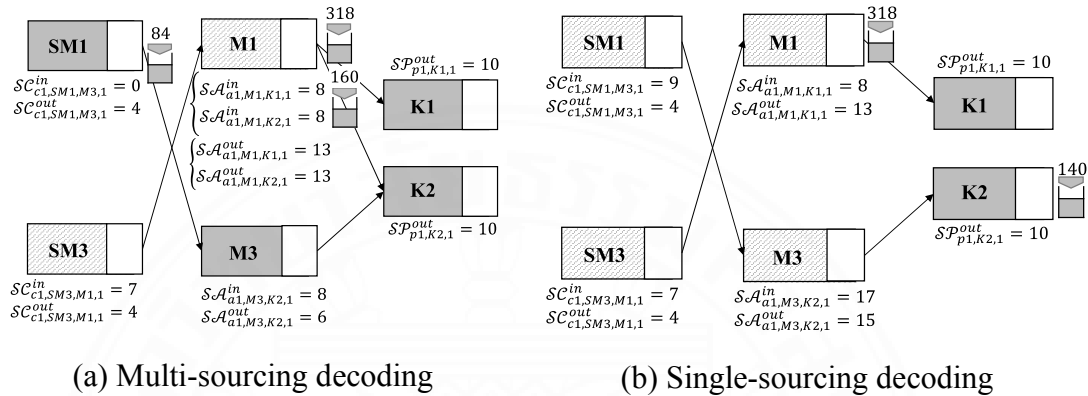 SM1
84
𝒮𝒞^{in}_{c1,SM1,M3,1} = 0
𝒮𝒞^{out}_{c1,SM1,M3,1} = 4
M1
318
160
𝒮𝒜^{in}_{a1,M1,K1,1} = 8
𝒮𝒜^{in}_{a1,M1,K2,1} = 8
𝒮𝒜^{out}_{a1,M1,K1,1} = 13
𝒮𝒜^{out}_{a1,M1,K2,1} = 13
𝒮𝒫^{out}_{p1,K1,1} = 10
K1
K2
𝒮𝒫^{out}_{p1,K2,1} = 10
SM3
𝒮𝒞^{in}_{c1,SM3,M1,1} = 7
𝒮𝒞^{out}_{c1,SM3,M1,1} = 4
M3
𝒮𝒜^{in}_{a1,M3,K2,1} = 8
𝒮𝒜^{out}_{a1,M3,K2,1} = 6
(a) Multi-sourcing decoding
SM1
𝒮𝒞^{in}_{c1,SM1,M3,1} = 9
𝒮𝒞^{out}_{c1,SM1,M3,1} = 4
M1
318
𝒮𝒜^{in}_{a1,M1,K1,1} = 8
𝒮𝒜^{out}_{a1,M1,K1,1} = 13
𝒮𝒫^{out}_{p1,K1,1} = 10
K1
K2
140
𝒮𝒫^{out}_{p1,K2,1} = 10
SM3
𝒮𝒞^{in}_{c1,SM3,M1,1} = 7
𝒮𝒞^{out}_{c1,SM3,M1,1} = 4
M3
𝒮𝒜^{in}_{a1,M3,K2,1} = 17
𝒮𝒜^{out}_{a1,M3,K2,1} = 15
(b) Single-sourcing decoding